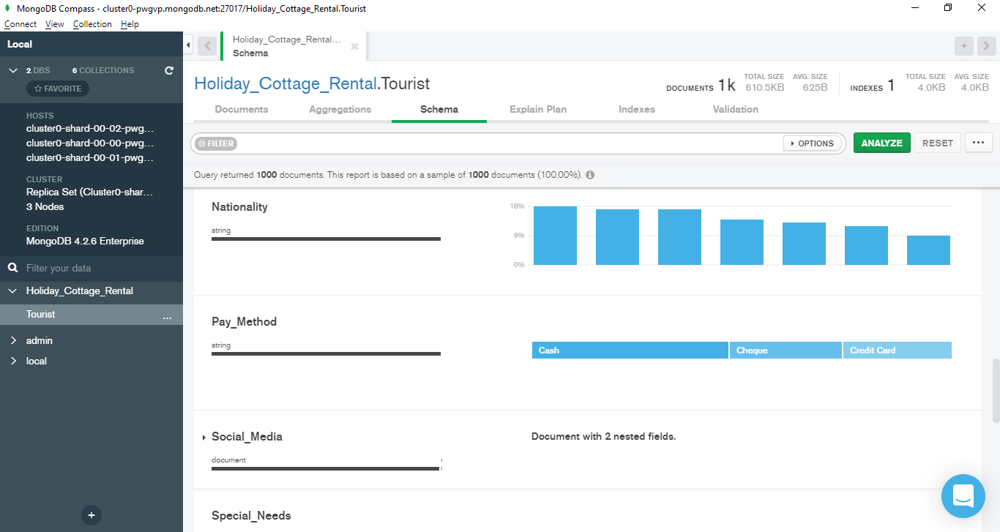 MongoDB Compass - cluster0-pwgvp.mongodb.net:27017/Holiday_Cottage_Rental.Tourist
Connect View Collection Help
Local
2 DBS 6 COLLECTIONS
FAVORITE
HOSTS
cluster0-shard-00-02-pwg...
cluster0-shard-00-00-pwg...
cluster0-shard-00-01-pwg...
CLUSTER
Replica Set (Cluster0-shar...
3 Nodes
EDITION
MongoDB 4.2.6 Enterprise
Filter your data
Holiday_Cottage_Rental
Tourist ...
admin
local
+
Holiday_Cottage_Rental...
Schema
+
Holiday_Cottage_Rental.Tourist
DOCUMENTS 1k TOTAL SIZE 610.5KB AVG. SIZE 625B INDEXES 1 TOTAL SIZE 4.0KB AVG. SIZE 4.0KB
Documents Aggregations Schema Explain Plan Indexes Validation
FILTER OPTIONS ANALYZE RESET ...
Query returned 1000 documents. This report is based on a sample of 1000 documents (100.00%).
Nationality
string
18%
9%
0%
Pay_Method
string
Cash Cheque Credit Card
Social_Media
Document with 2 nested fields.
document
Special_Needs